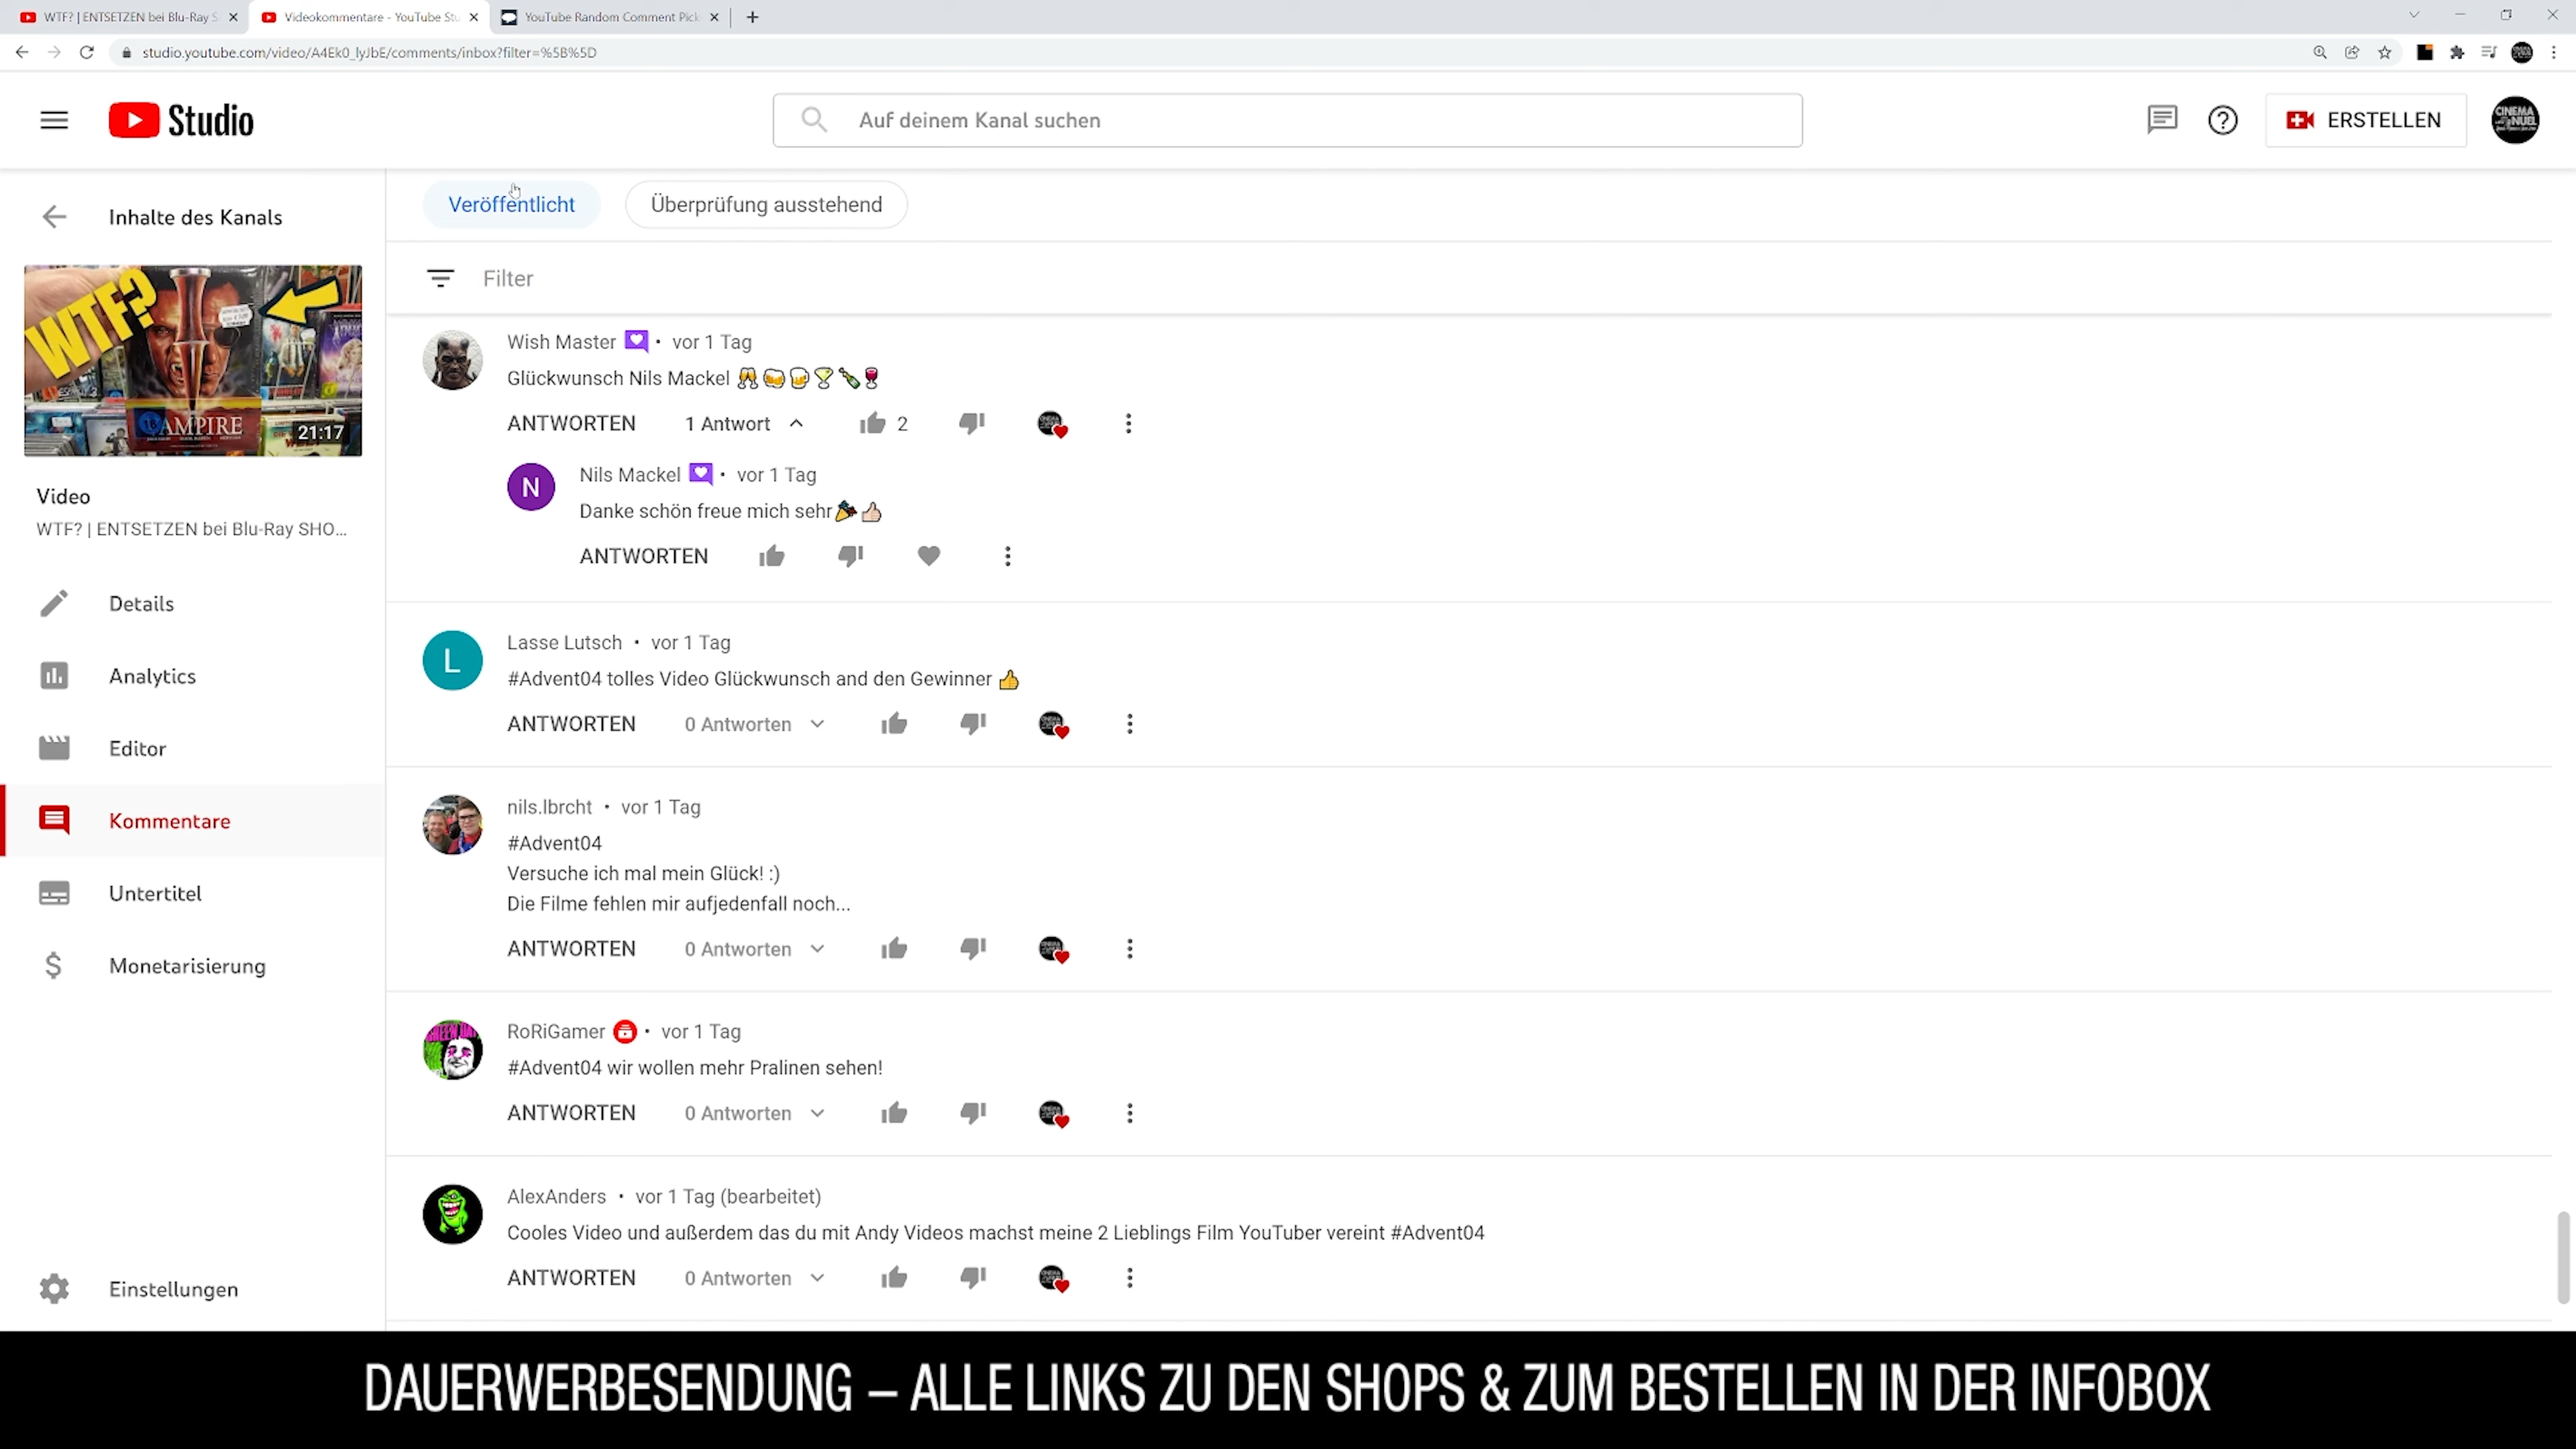 WTF? | ENTSETZEN bei Blu-Ray S
Videokommentare - YouTube Stu
YouTube Random Comment Pick
studio.youtube.com/video/A4Ek0_lyJbE/comments/inbox?filter=%5B%5D
Studio
Auf deinem Kanal suchen
ERSTELLEN
Inhalte des Kanals
Veröffentlicht
Überprüfung ausstehend
Filter
WTF?
VAMPIRE
21:17
Video
WTF? | ENTSETZEN bei Blu-Ray SHO...
Details
Analytics
Editor
Kommentare
Untertitel
Monetarisierung
Einstellungen
Wish Master • vor 1 Tag
Glückwunsch Nils Mackel 🥂🍻🍺🍸🍾🍷
ANTWORTEN 1 Antwort 2
N
Nils Mackel • vor 1 Tag
Danke schön freue mich sehr🎉👍🏻
ANTWORTEN
L
Lasse Lutsch • vor 1 Tag
#Advent04 tolles Video Glückwunsch and den Gewinner 👍
ANTWORTEN 0 Antworten
nils.lbrcht • vor 1 Tag
#Advent04
Versuche ich mal mein Glück! :)
Die Filme fehlen mir aufjedenfall noch...
ANTWORTEN 0 Antworten
RoRiGamer • vor 1 Tag
#Advent04 wir wollen mehr Pralinen sehen!
ANTWORTEN 0 Antworten
AlexAnders • vor 1 Tag (bearbeitet)
Cooles Video und außerdem das du mit Andy Videos machst meine 2 Lieblings Film YouTuber vereint #Advent04
ANTWORTEN 0 Antworten
DAUERWERBESENDUNG – ALLE LINKS ZU DEN SHOPS & ZUM BESTELLEN IN DER INFOBOX